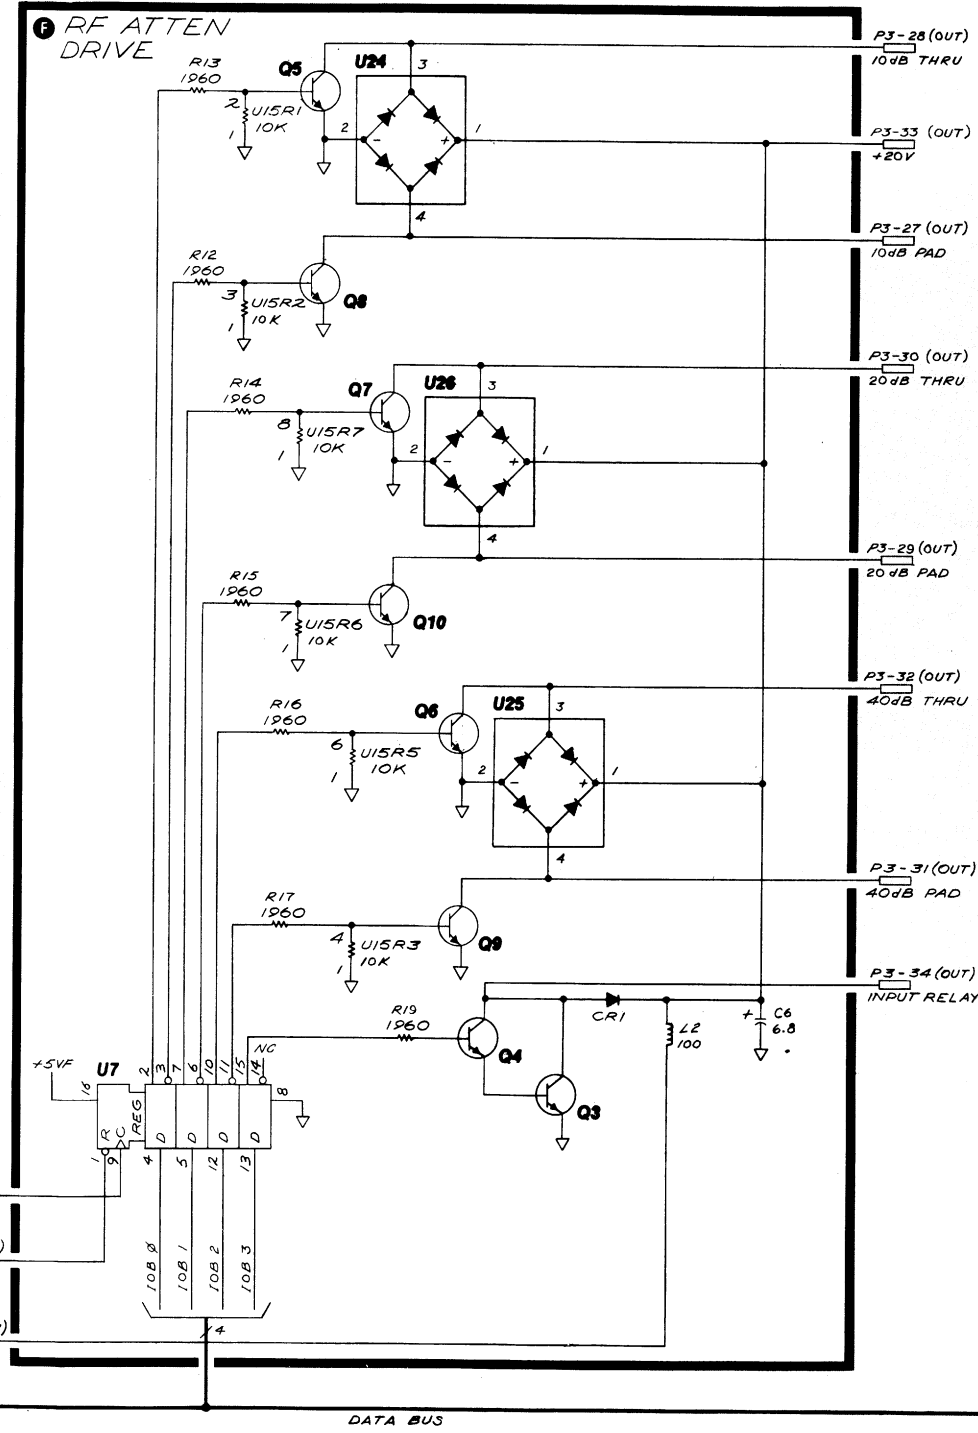 F RF ATTEN
DRIVE
P3-28 (OUT)
10dB THRU
R13
1960
Q5
U24
3
2
U15R1
10K
1
2
-
+
1
P3-33 (OUT)
+20V
4
P3-27 (OUT)
10dB PAD
R12
1960
3
U15R2
10K
1
Q8
P3-30 (OUT)
20dB THRU
R14
1960
Q7
U26
3
8
U15R7
10K
1
2
-
+
1
4
P3-29 (OUT)
20dB PAD
R15
1960
7
U15R6
10K
1
Q10
P3-32 (OUT)
40dB THRU
R16
1960
Q6
U25
3
6
U15R5
10K
1
2
-
+
1
4
P3-31 (OUT)
40dB PAD
R17
1960
4
U15R3
10K
1
Q9
P3-34 (OUT)
INPUT RELAY
R19
1960
Q4
CR1
L2
100
+
C6
6.8
Q3
+5VF
U7
16
2
3
7
6
10
11
15
14
NC
8
R
C
REG
D
D
D
D
1
9
4
5
12
13
IOB Ø
IOB 1
IOB 2
IOB 3
4
DATA BUS